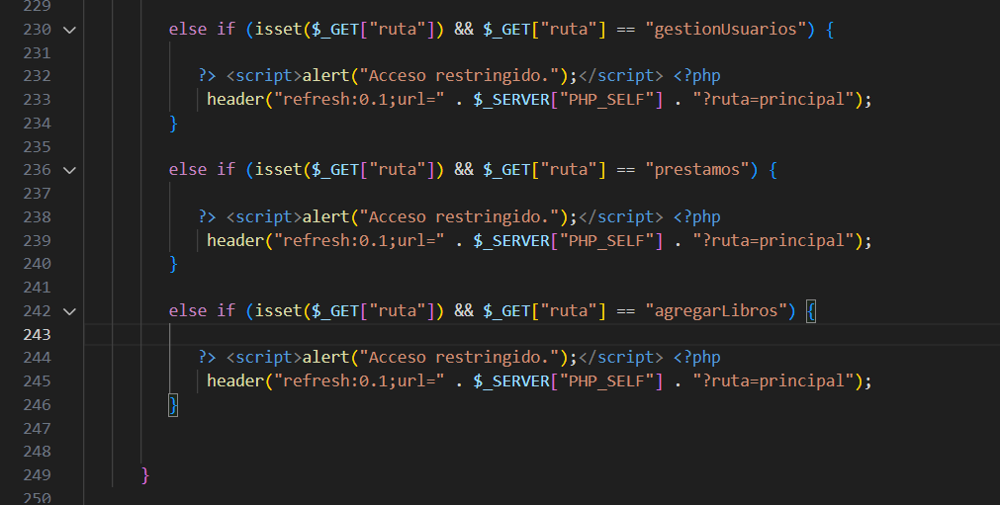 229
230 else if (isset($_GET["ruta"]) && $_GET["ruta"] == "gestionUsuarios") {
231
232 ?> <script>alert("Acceso restringido.");</script> <?php
233 header("refresh:0.1;url=" . $_SERVER["PHP_SELF"] . "?ruta=principal");
234 }
235
236 else if (isset($_GET["ruta"]) && $_GET["ruta"] == "prestamos") {
237
238 ?> <script>alert("Acceso restringido.");</script> <?php
239 header("refresh:0.1;url=" . $_SERVER["PHP_SELF"] . "?ruta=principal");
240 }
241
242 else if (isset($_GET["ruta"]) && $_GET["ruta"] == "agregarLibros") {
243
244 ?> <script>alert("Acceso restringido.");</script> <?php
245 header("refresh:0.1;url=" . $_SERVER["PHP_SELF"] . "?ruta=principal");
246 }
247
248
249 }
250